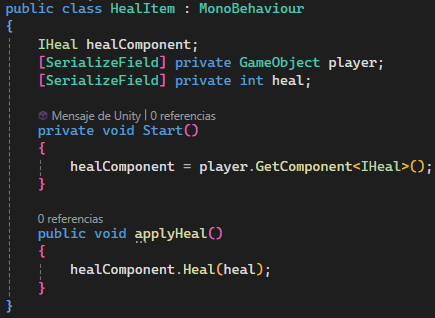 public class HealItem : MonoBehaviour
{
    IHeal healComponent;
    [SerializeField] private GameObject player;
    [SerializeField] private int heal;
    Mensaje de Unity | 0 referencias
    private void Start()
    {
        healComponent = player.GetComponent<IHeal>();
    }
    0 referencias
    public void applyHeal()
    {
        healComponent.Heal(heal);
    }
}